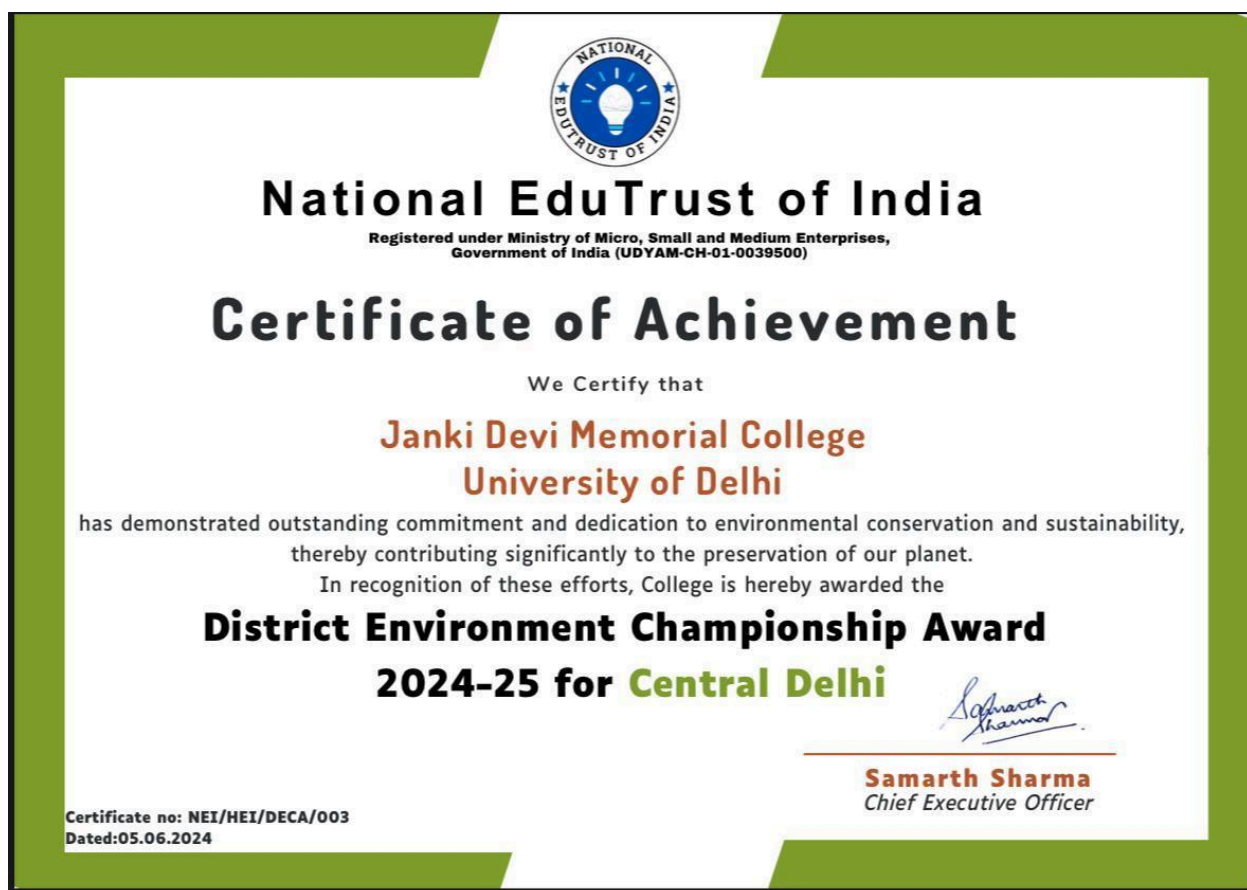 NATIONAL
EDUTRUST OF INDIA
National EduTrust of India
Registered under Ministry of Micro, Small and Medium Enterprises,
Government of India (UDYAM-CH-01-0039500)
Certificate of Achievement
We Certify that
Janki Devi Memorial College
University of Delhi
has demonstrated outstanding commitment and dedication to environmental conservation and sustainability,
thereby contributing significantly to the preservation of our planet.
In recognition of these efforts, College is hereby awarded the
District Environment Championship Award
2024-25 for Central Delhi
Samarth
Sharma
Samarth Sharma
Chief Executive Officer
Certificate no: NEI/HEI/DECA/003
Dated:05.06.2024